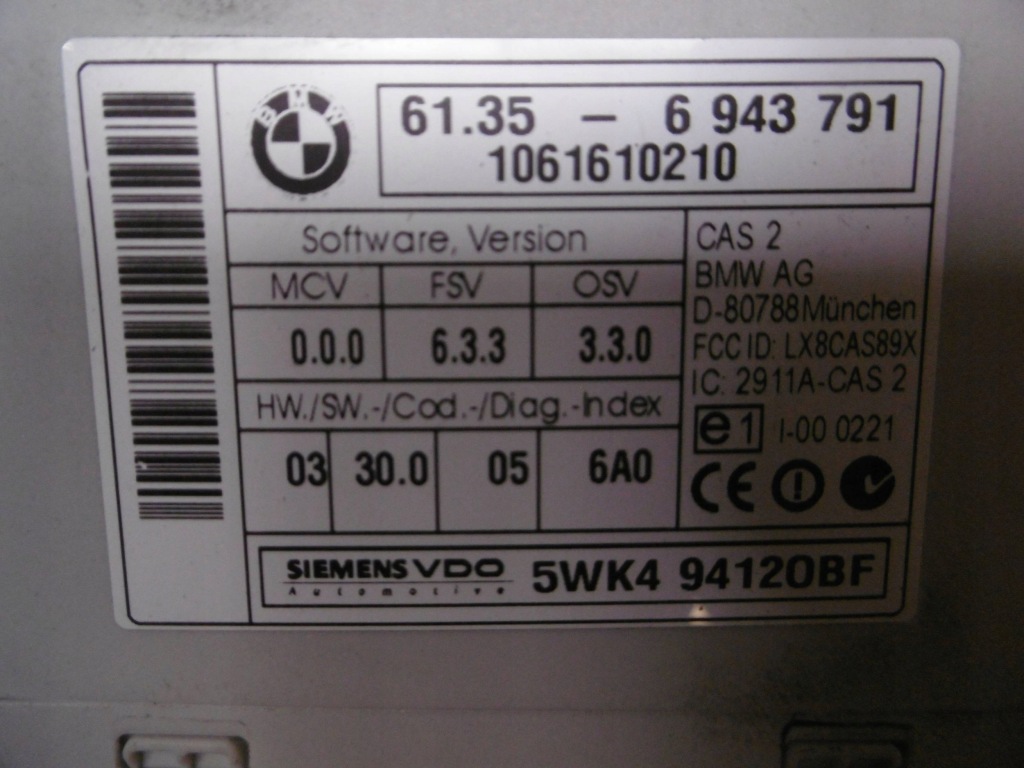 BMW
61.35 – 6 943 791
1061610210
Software, Version
MCV FSV OSV
0.0.0 6.3.3 3.3.0
HW./SW.-/Cod.-/Diag.-Index
03 30.0 05 6A0
CAS 2
BMW AG
D-80788München
FCC ID: LX8CAS89X
IC: 2911A-CAS 2
e1 I-00 0221
CE
SIEMENS VDO
Automotive
5WK4 94120BF